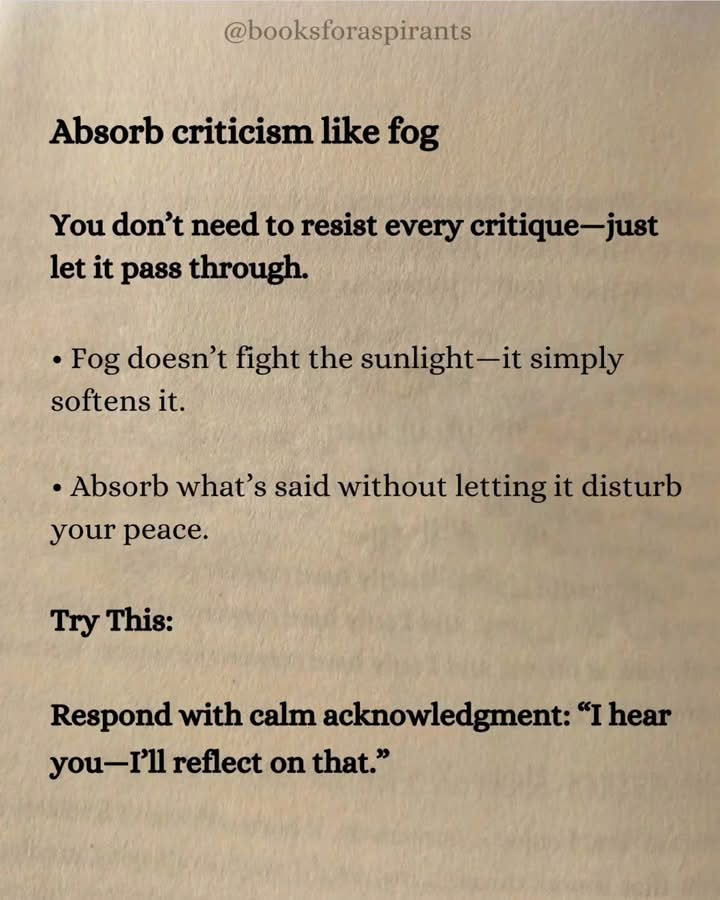 @booksforaspirants
Absorb criticism like fog
You don’t need to resist every critique—just
let it pass through.
• Fog doesn’t fight the sunlight—it simply
softens it.
• Absorb what’s said without letting it disturb
your peace.
Try This:
Respond with calm acknowledgment: “I hear
you—I’ll reflect on that.”